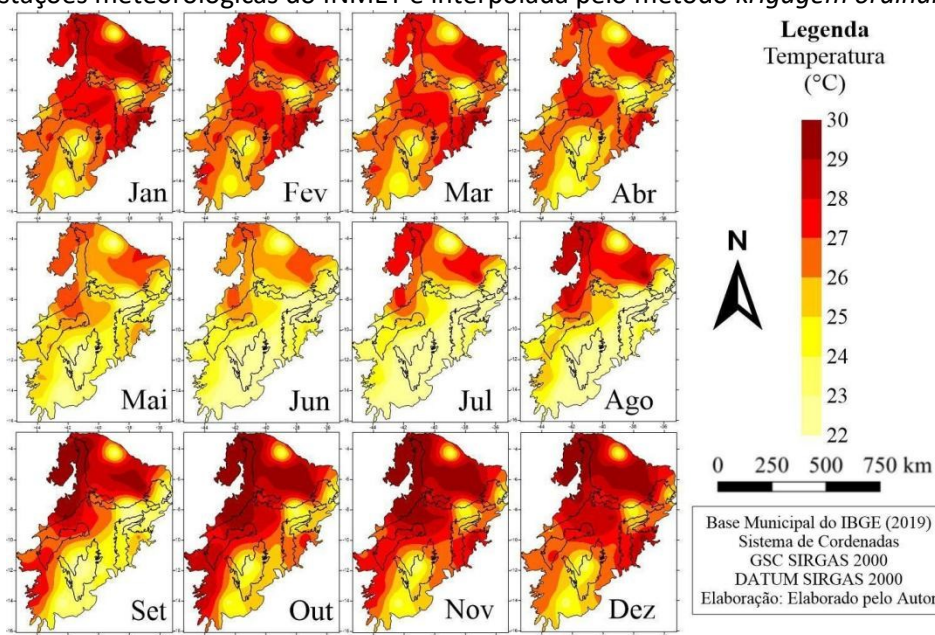 estações meteorológicas do INMET e interpolada pelo método krigagem ordinár
Jan
Fev
Mar
Abr
Mai
Jun
Jul
Ago
Set
Out
Nov
Dez
Legenda
Temperatura
(°C)
30
29
28
27
26
25
24
23
22
N
0 250 500 750 km
Base Municipal do IBGE (2019)
Sistema de Cordenadas
GSC SIRGAS 2000
DATUM SIRGAS 2000
Elaboração: Elaborado pelo Autor